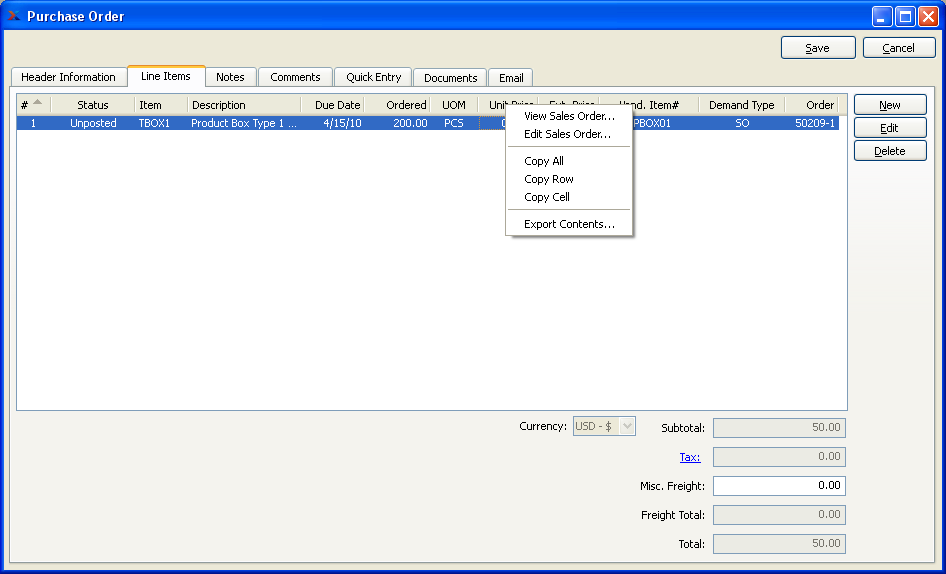 Purchase Order
Save Cancel
Header Information Line Items Notes Comments Quick Entry Documents Email
# Status Item Description Due Date Ordered UOM Unit Price Ext. Price Vend. Item# Demand Type Order
1 Unposted TBOX1 Product Box Type 1 ... 4/15/10 200.00 PCS PBOX01 SO 50209-1
New
Edit
Delete
View Sales Order...
Edit Sales Order...
Copy All
Copy Row
Copy Cell
Export Contents...
Currency: USD - $ Subtotal: 50.00
Tax: 0.00
Misc. Freight: 0.00
Freight Total: 0.00
Total: 50.00